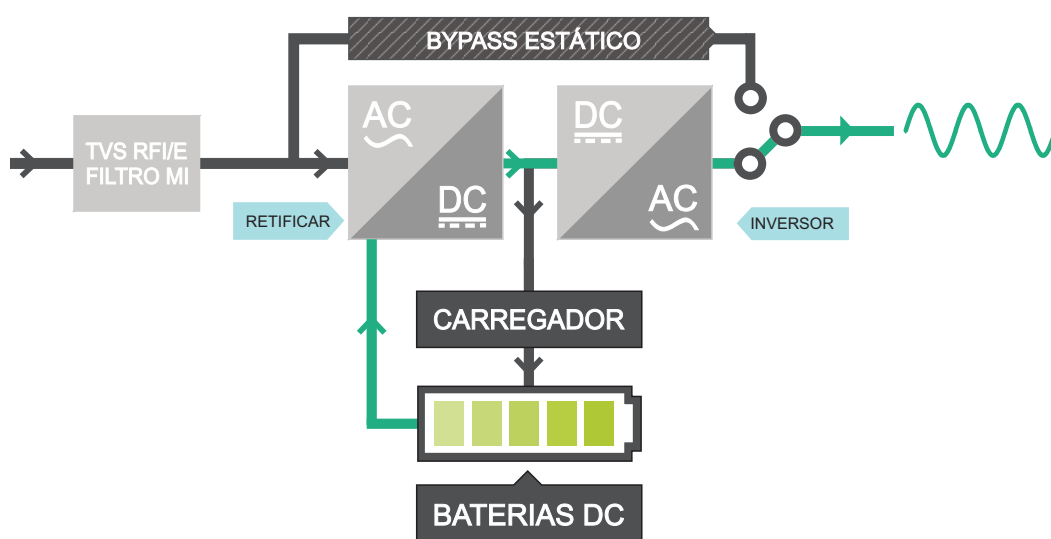 BYPASS ESTÁTICO
TVS RFI/E
FILTRO MI
AC
DC
DC
AC
RETIFICAR
INVERSOR
CARREGADOR
BATERIAS DC